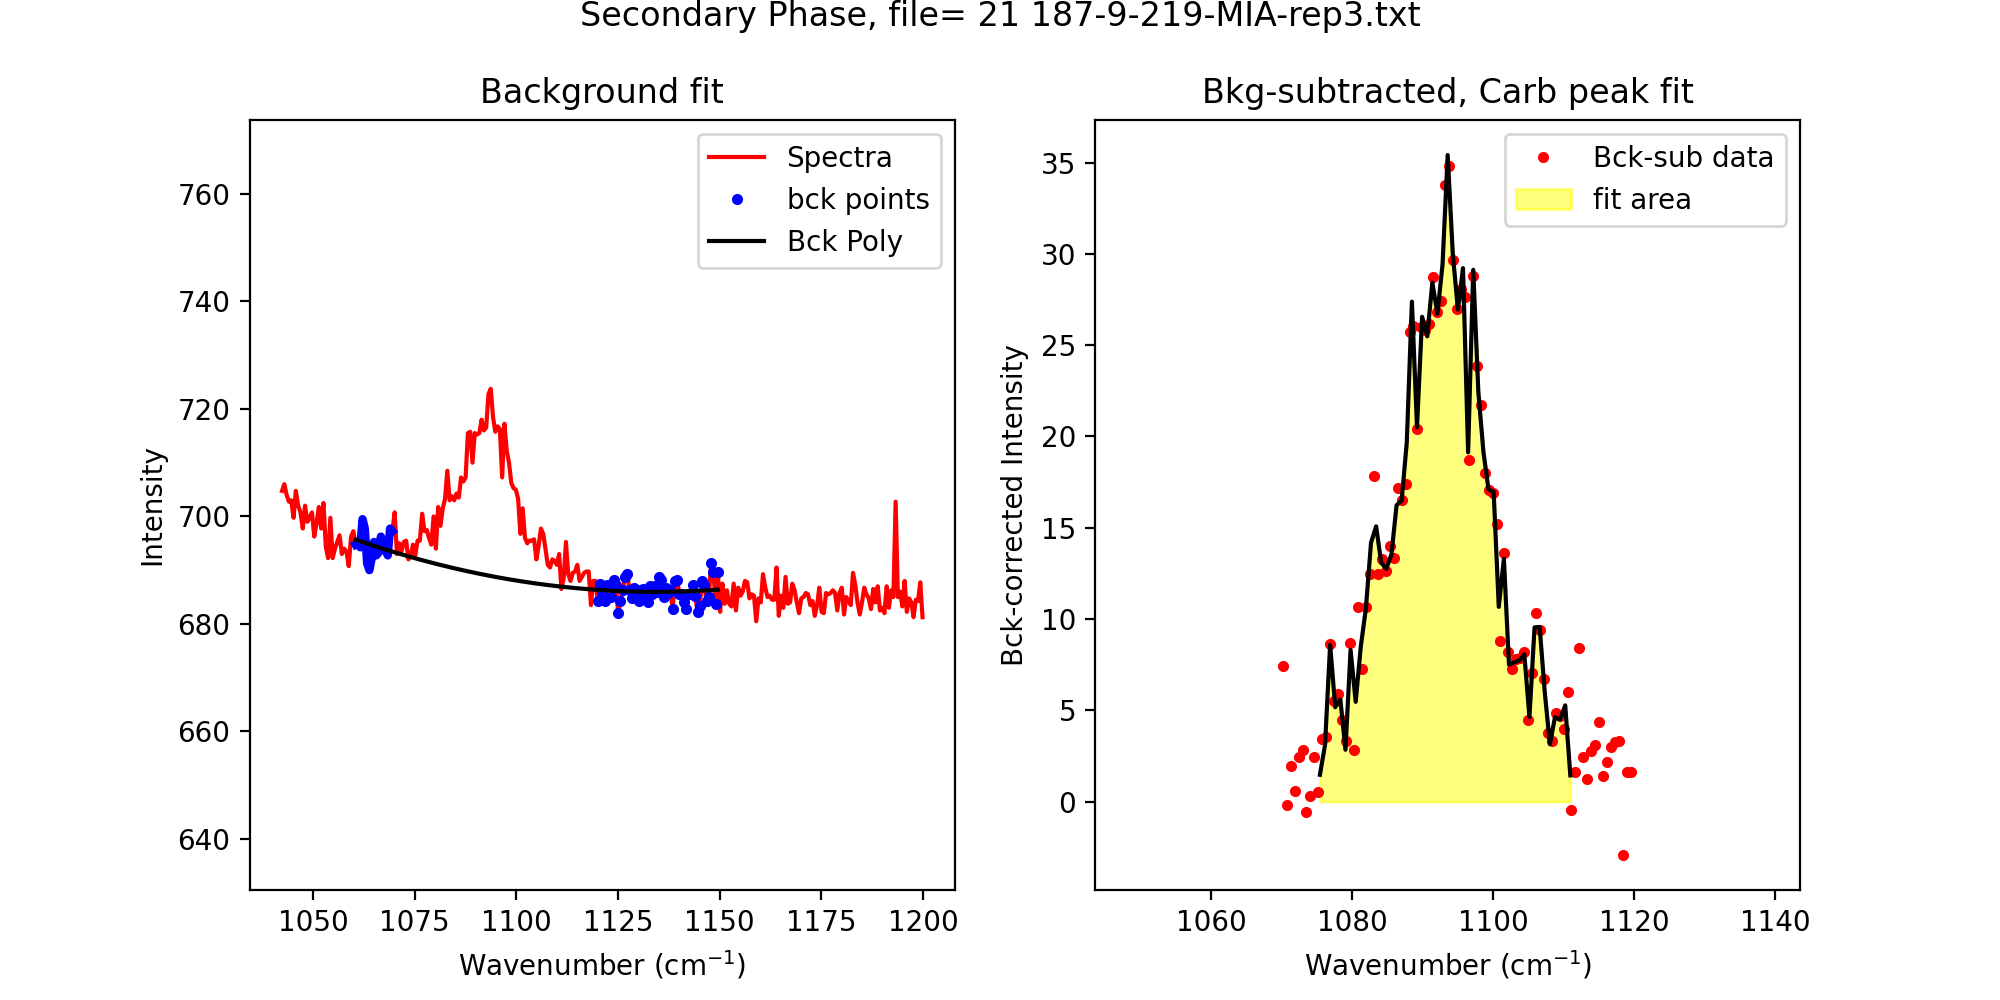 Secondary Phase, file= 21 187-9-219-MIA-rep3.txt
Background fit
Spectra
bck points
Bck Poly
760
740
720
700
680
660
640
Intensity
1050 1075 1100 1125 1150 1175 1200
Wavenumber (cm⁻¹)
Bkg-subtracted, Carb peak fit
Bck-sub data
fit area
35
30
25
20
15
10
5
0
Bck-corrected Intensity
1060 1080 1100 1120 1140
Wavenumber (cm⁻¹)